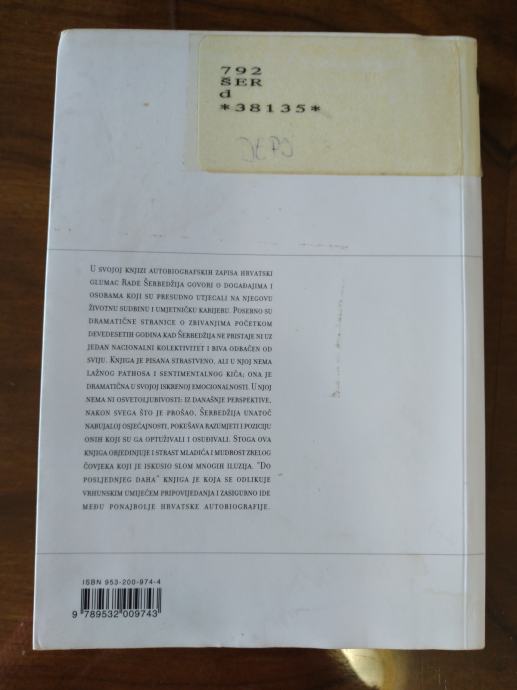 792
ŠER
d
*38135*
DEPO
U SVOJOJ KNJIZI AUTOBIOGRAFSKIH ZAPISA HRVATSKI
GLUMAC RADE ŠERBEDŽIJA GOVORI O DOGAĐAJIMA I
OSOBAMA KOJI SU PRESUDNO UTJECALI NA NJEGOVU
ŽIVOTNU SUDBINU I UMJETNIČKU KARIJERU. POSEBNO SU
DRAMATIČNE STRANICE O ZBIVANJIMA POČETKOM
DEVEDESETIH GODINA KAD ŠERBEDŽIJA NE PRISTAJE NI UZ
JEDAN NACIONALNI KOLEKTIVITET I BIVA ODBAČEN OD
SVIJU. KNJIGA JE PISANA STRASTVENO, ALI U NJOJ NEMA
LAŽNOG PATHOSA I SENTIMENTALNOG KIČA; ONA JE
DRAMATIČNA U SVOJOJ ISKRENOJ EMOCIONALNOSTI. U NJOJ
NEMA NI OSVETOLJUBIVOSTI: IZ DANAŠNJE PERSPEKTIVE,
NAKON SVEGA ŠTO JE PROŠAO, ŠERBEDŽIJA UNATOČ
NABUJALOJ OSJEĆAJNOSTI, POKUŠAVA RAZUMJETI I POZICIJU
ONIH KOJI SU GA OPTUŽIVALI I OSUĐIVALI. STOGA OVA
KNJIGA OBJEDINJUJE I STRAST MLADIĆA I MUDROST ZRELOG
ČOVJEKA KOJI JE ISKUSIO SLOM MNOGIH ILUZIJA. "DO
POSLJEDNJEG DAHA" KNJIGA JE KOJA SE ODLIKUJE
VRHUNSKIM UMIJEĆEM PRIPOVIJEDANJA I ZASIGURNO IDE
MEĐU PONAJBOLJE HRVATSKE AUTOBIOGRAFIJE.
ISBN 953-200-974-4
9 789532 009743